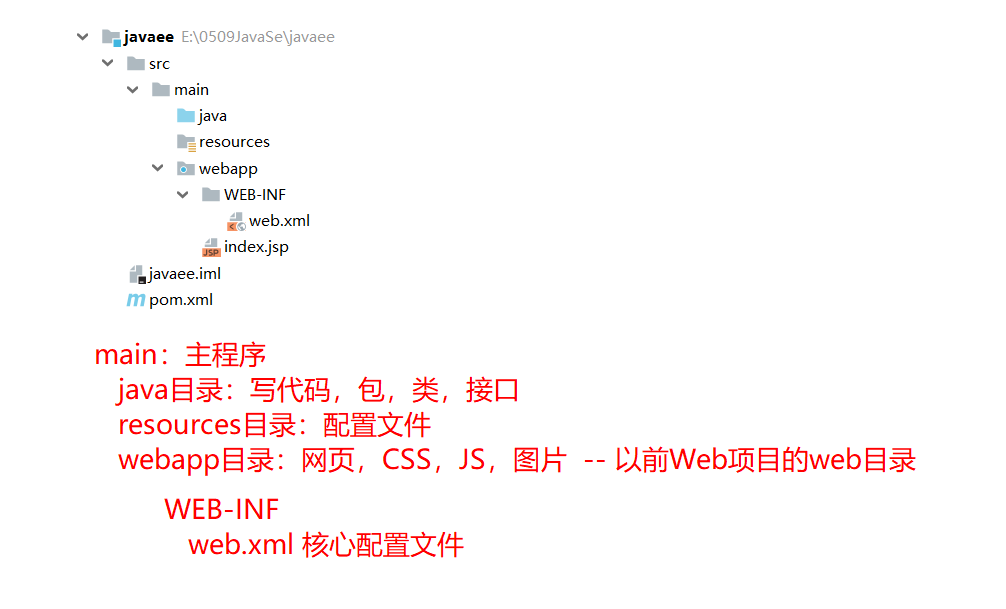 javaee E:\0509JavaSe\javaee
src
main
java
resources
webapp
WEB-INF
web.xml
JSP index.jsp
javaee.iml
m pom.xml
main：主程序
java目录：写代码，包，类，接口
resources目录：配置文件
webapp目录：网页，CSS，JS，图片 -- 以前Web项目的web目录
WEB-INF
web.xml 核心配置文件